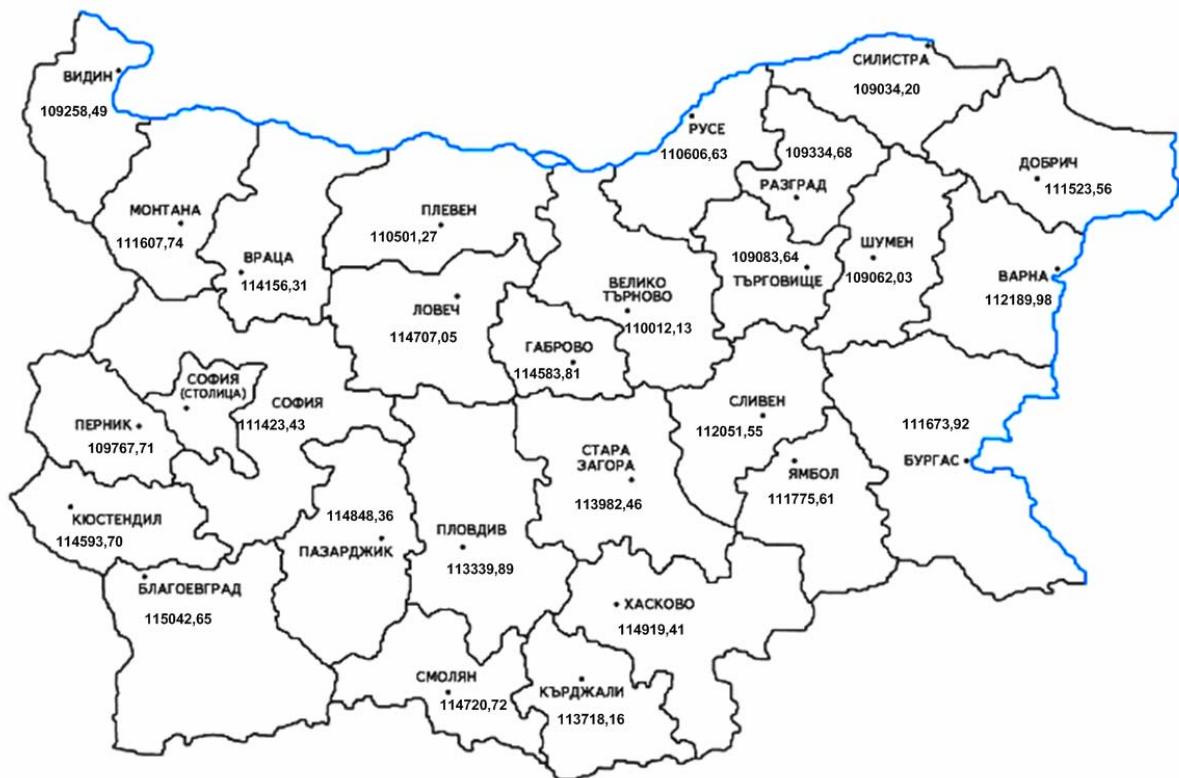 СИЛИСТРА
109034,20
ВИДИН
109258,49
РУСЕ
110606,63
109334,68
РАЗГРАД
ДОБРИЧ
111523,56
МОНТАНА
111607,74
ПЛЕВЕН
110501,27
ВРАЦА
114156,31
ШУМЕН
109062,03
109083,64
ТЪРГОВИЩЕ
ВАРНА
112189,98
ВЕЛИКО
ТЪРНОВО
110012,13
ЛОВЕЧ
114707,05
ГАБРОВО
114583,81
СОФИЯ
(СТОЛИЦА)
СОФИЯ
111423,43
СЛИВЕН
112051,55
111673,92
БУРГАС
ПЕРНИК
109767,71
СТАРА
ЗАГОРА
113982,46
ЯМБОЛ
111775,61
КЮСТЕНДИЛ
114593,70
114848,36
ПАЗАРДЖИК
ПЛОВДИВ
113339,89
БЛАГОЕВГРАД
115042,65
ХАСКОВО
114919,41
СМОЛЯН
114720,72
КЪРДЖАЛИ
113718,16